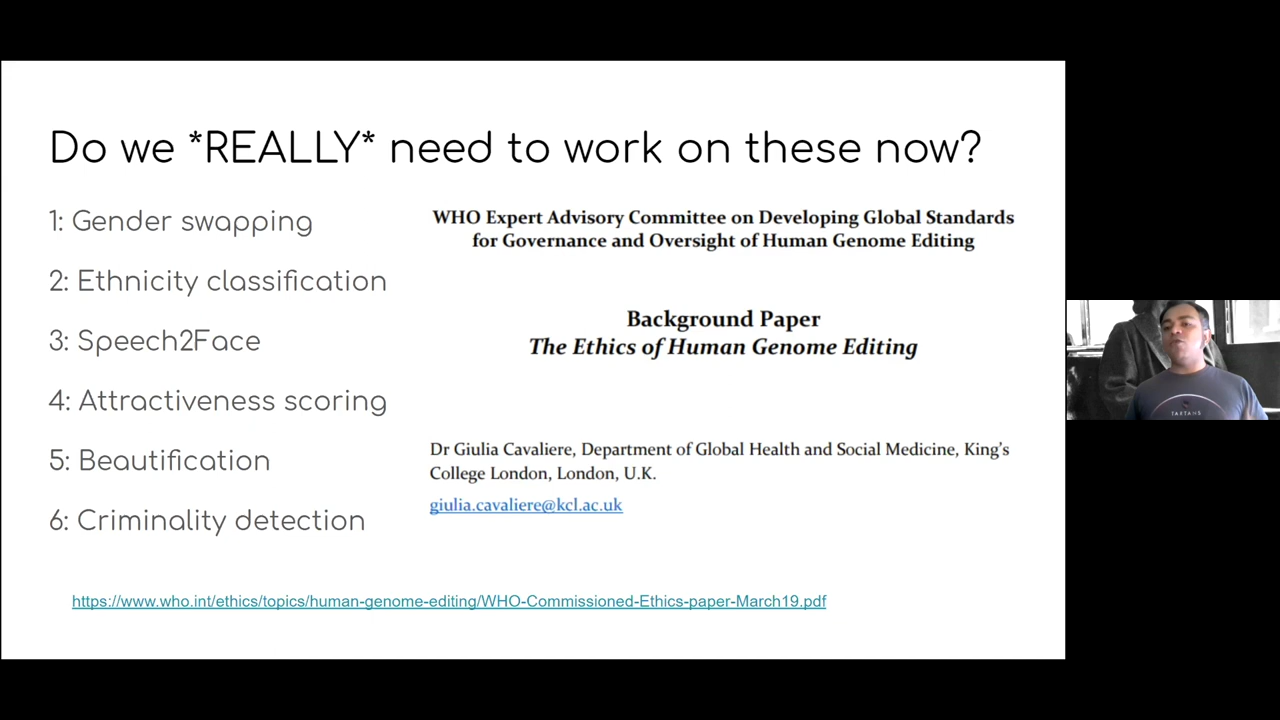 Do we *REALLY* need to work on these now?
1: Gender swapping
2: Ethnicity classification
3: Speech2Face
4: Attractiveness scoring
5: Beautification
6: Criminality detection
WHO Expert Advisory Committee on Developing Global Standards
for Governance and Oversight of Human Genome Editing
Background Paper
The Ethics of Human Genome Editing
Dr Giulia Cavaliere, Department of Global Health and Social Medicine, King's
College London, London, U.K.
giulia.cavaliere@kcl.ac.uk
https://www.who.int/ethics/topics/human-genome-editing/WHO-Commissioned-Ethics-paper-March19.pdf
TARTANS